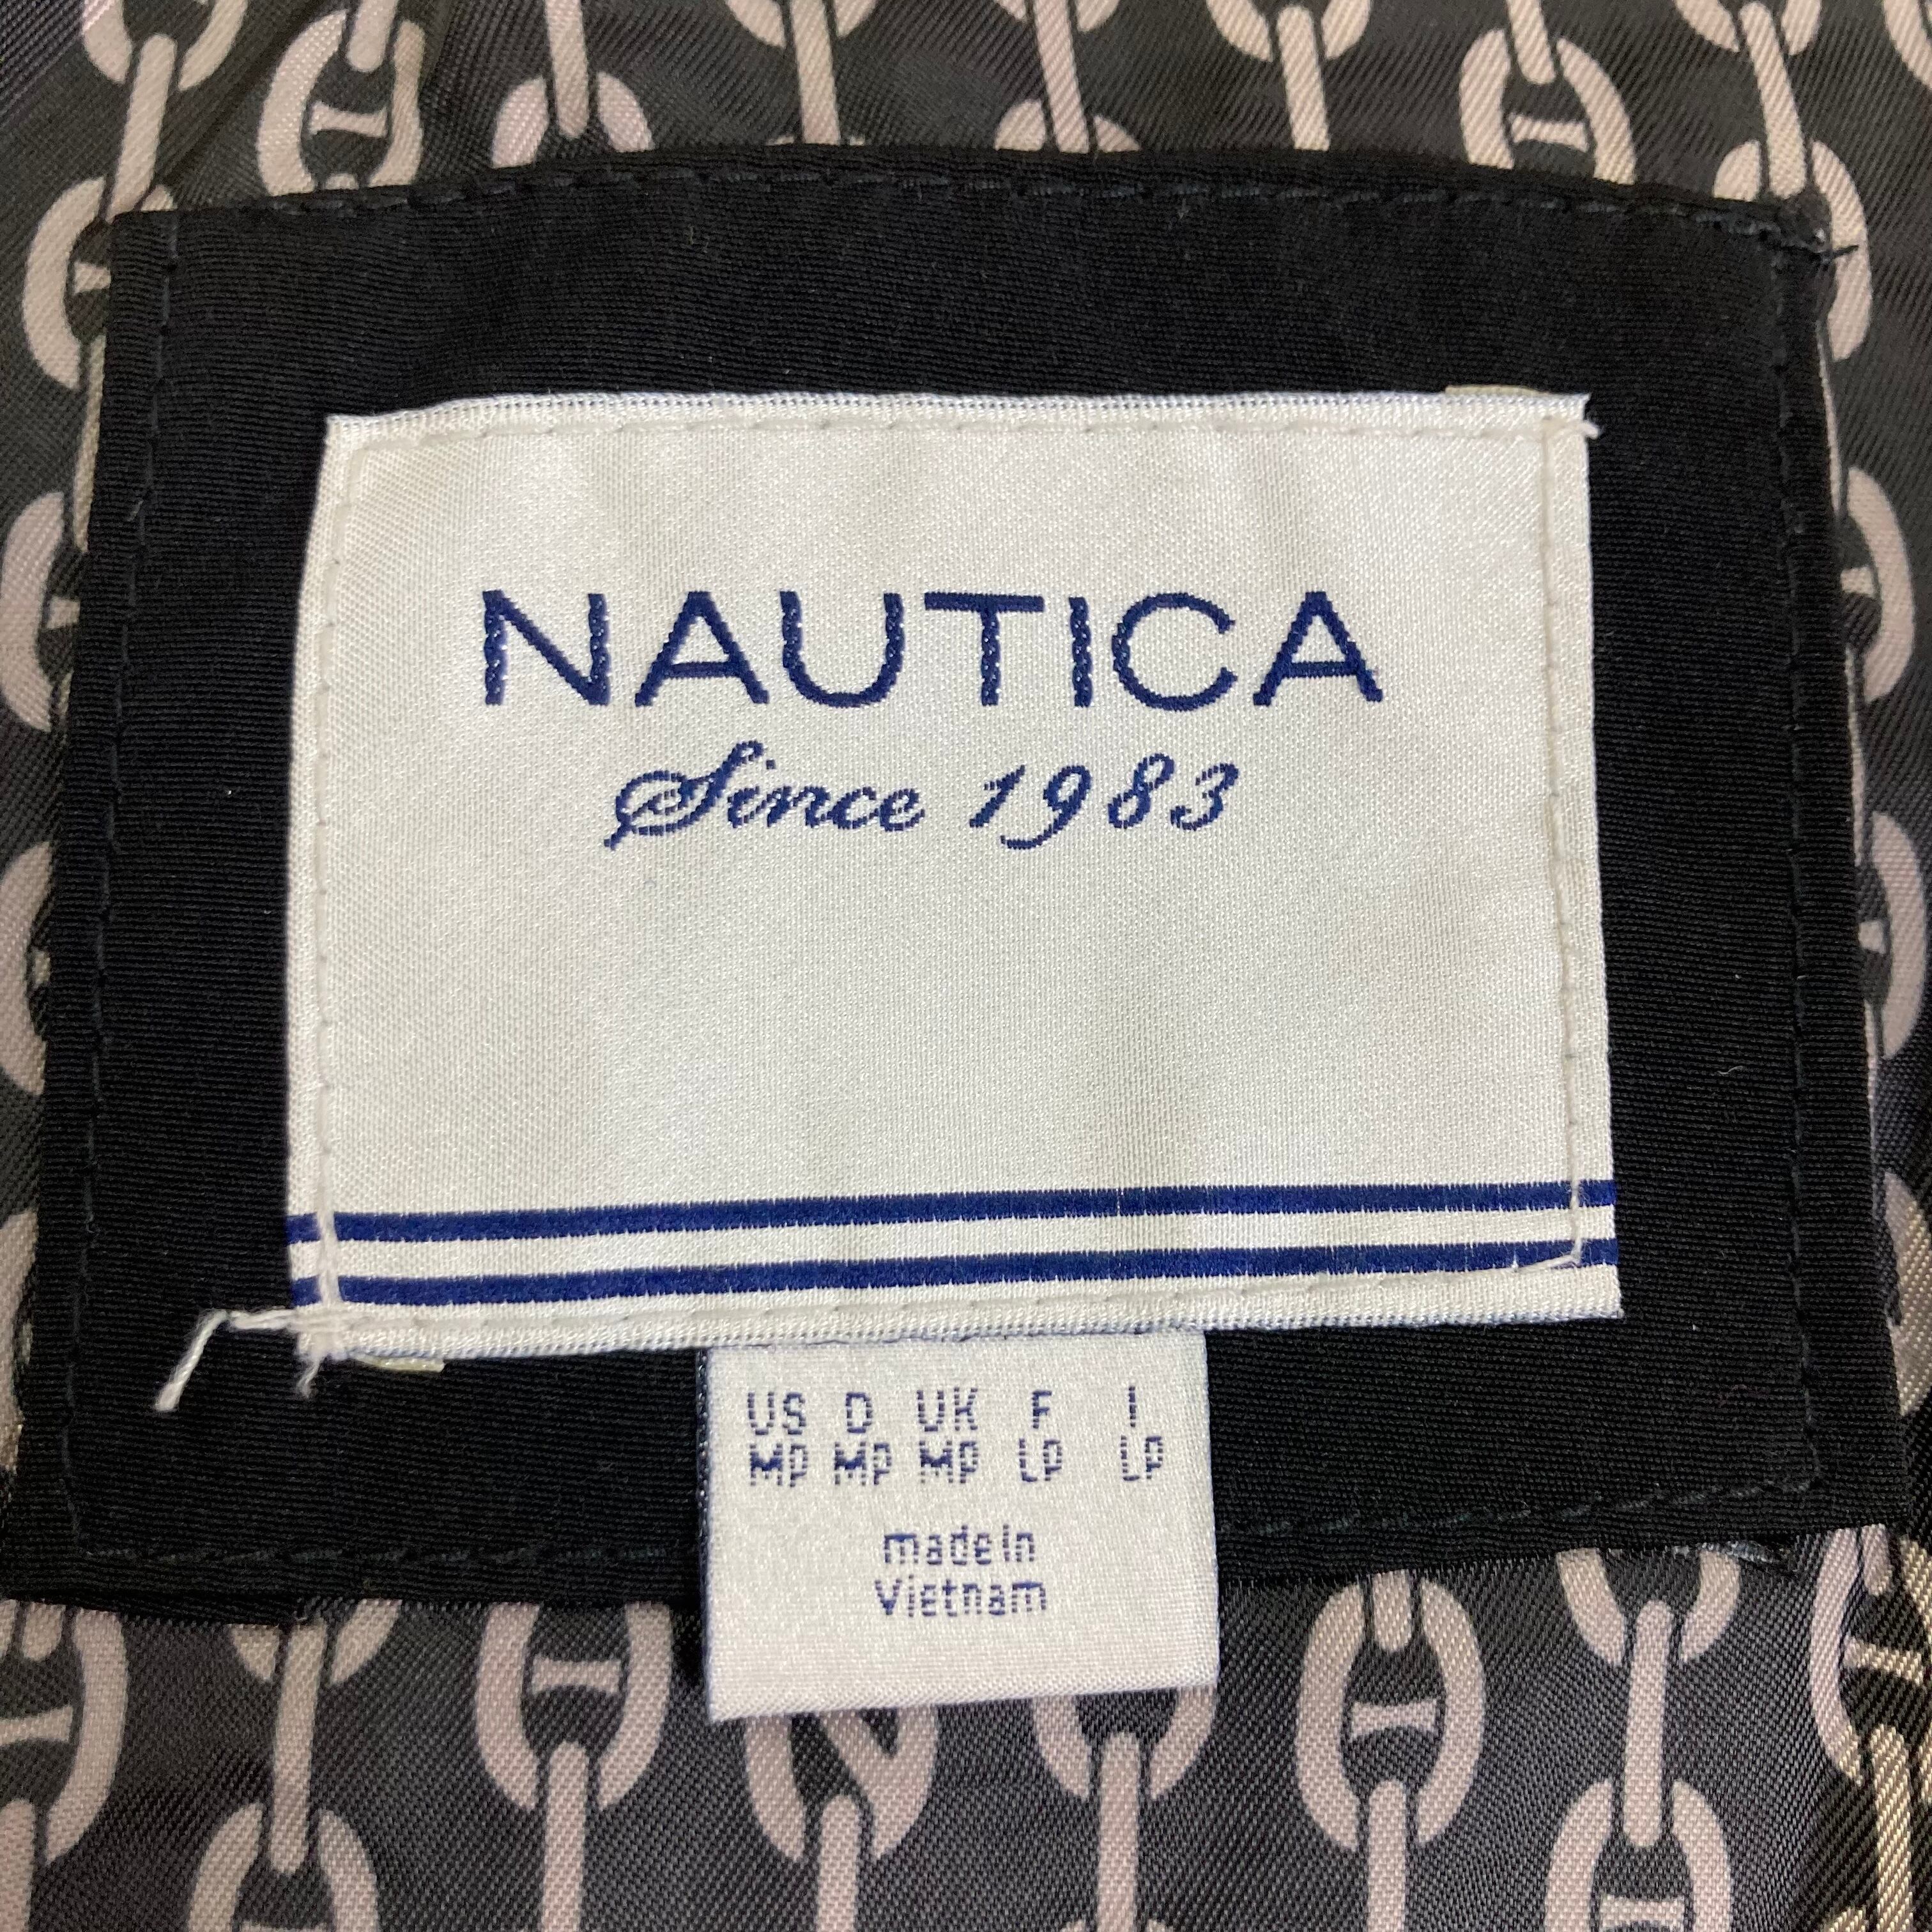 NAUTICA
Since 1983
US D UK F I
MP MP MP LP LP
made in
Vietnam